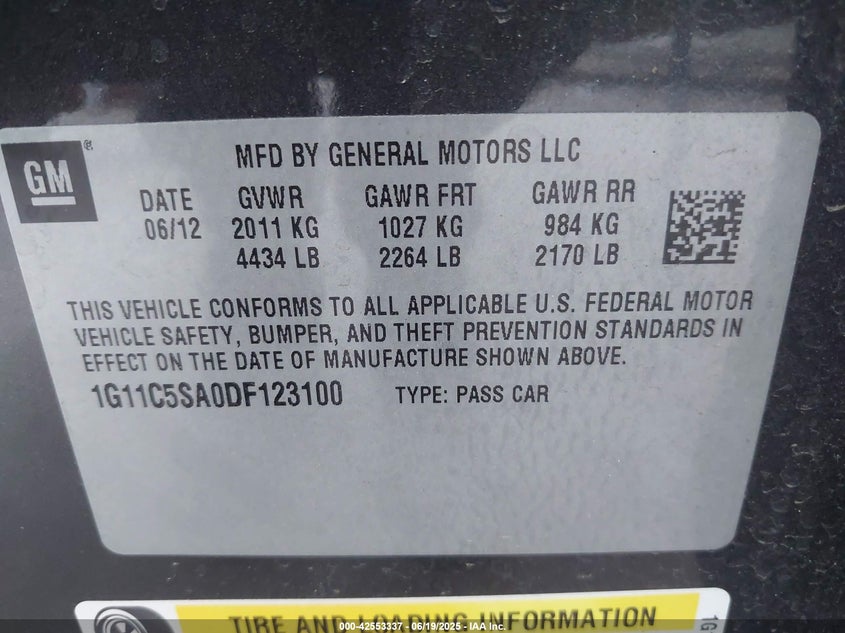 GM
MFD BY GENERAL MOTORS LLC
DATE GVWR GAWR FRT GAWR RR
06/12 2011 KG 1027 KG 984 KG
4434 LB 2264 LB 2170 LB
THIS VEHICLE CONFORMS TO ALL APPLICABLE U.S. FEDERAL MOTOR
VEHICLE SAFETY, BUMPER, AND THEFT PREVENTION STANDARDS IN
EFFECT ON THE DATE OF MANUFACTURE SHOWN ABOVE.
1G11C5SA0DF123100 TYPE: PASS CAR
TIRE AND LOADING INFORMATION
1G
000-42553337 - 06/19/2025 - IAA Inc.